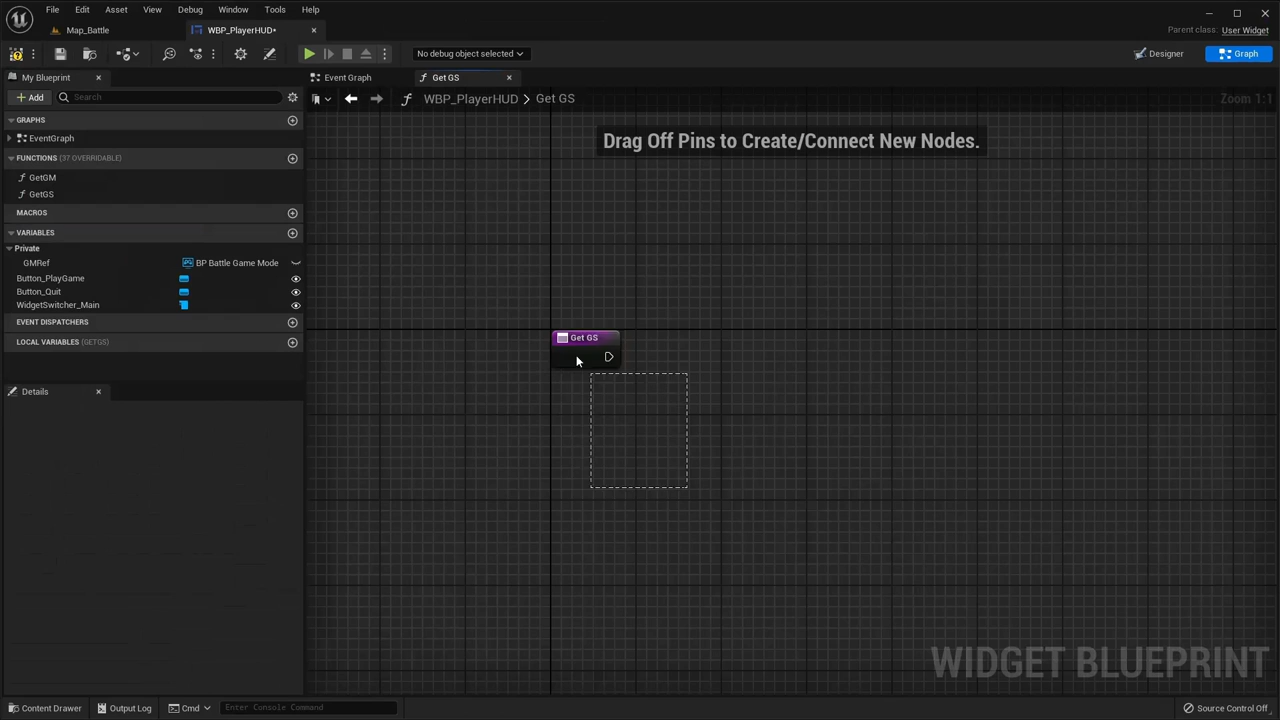 File Edit Asset View Debug Window Tools Help
Map_Battle WBP_PlayerHUD• Parent class: User Widget
No debug object selected Designer Graph
My Blueprint Event Graph Get GS
Add Search WBP_PlayerHUD > Get GS Zoom 1:1
GRAPHS
EventGraph
Drag Off Pins to Create/Connect New Nodes.
FUNCTIONS (37 OVERRIDABLE)
GetGM
GetGS
MACROS
VARIABLES
Private
GMRef BP Battle Game Mode
Button_PlayGame
Button_Quit
WidgetSwitcher_Main
EVENT DISPATCHERS
LOCAL VARIABLES (GETGS)
Get GS
Details
WIDGET BLUEPRINT
Content Drawer Output Log Cmd Enter Console Command Source Control Off